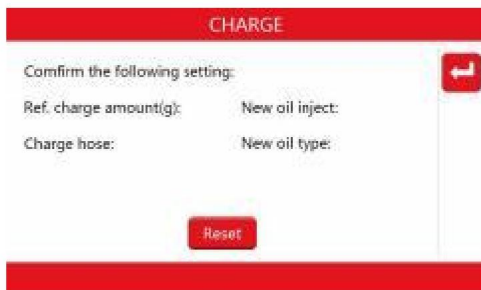 CHARGE
Comfirm the following setting:
Ref. charge amount(g): New oil inject:
Charge hose: New oil type:
Reset